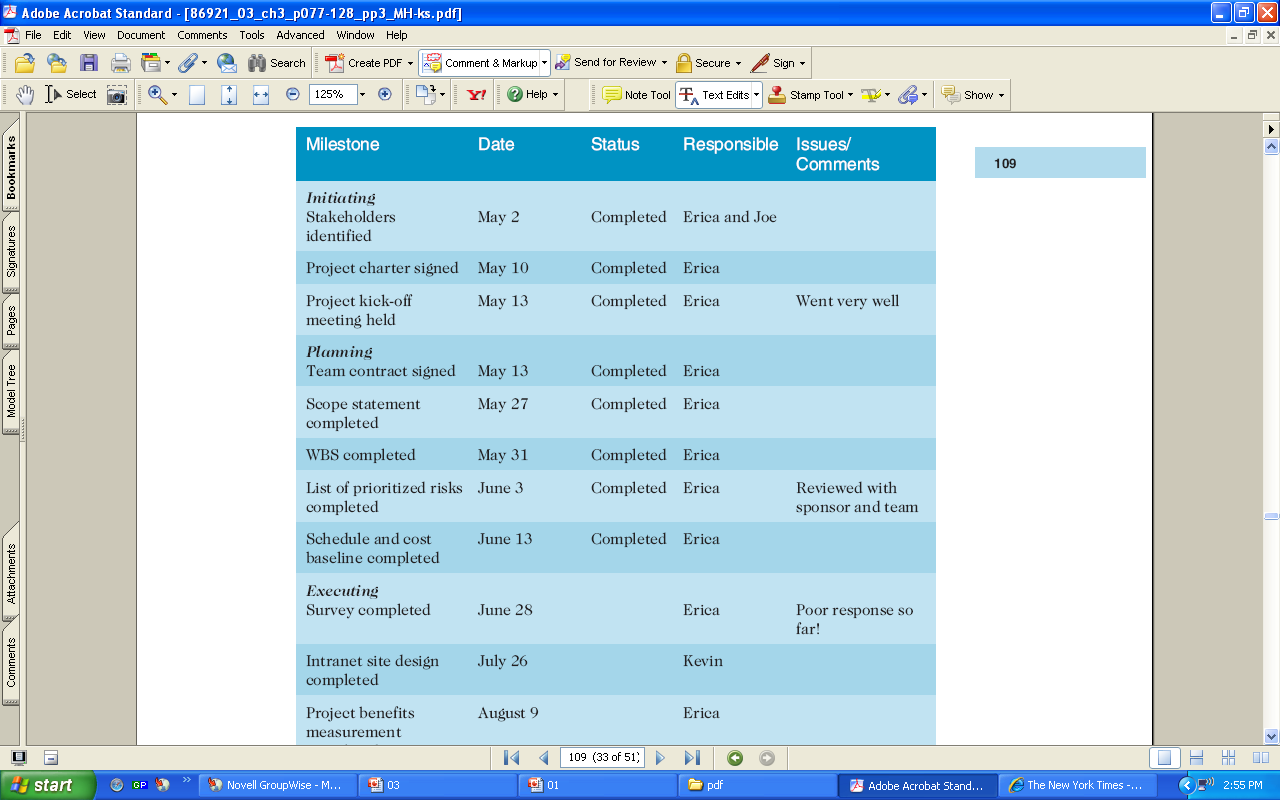 Adobe Acrobat Standard - [86921_03_ch3_p077-128_pp3_MH-ks.pdf]
File Edit View Document Comments Tools Advanced Window Help
Search Create PDF Comment & Markup Send for Review Secure Sign
Select 125% Y! Help Note Tool Text Edits Stamp Tool Show
Bookmarks
Signatures
Pages
Model Tree
Attachments
Comments
109
Milestone Date Status Responsible Issues/
Comments
Initiating
Stakeholders May 2 Completed Erica and Joe
identified
Project charter signed May 10 Completed Erica
Project kick-off May 13 Completed Erica Went very well
meeting held
Planning
Team contract signed May 13 Completed Erica
Scope statement May 27 Completed Erica
completed
WBS completed May 31 Completed Erica
List of prioritized risks June 3 Completed Erica Reviewed with
completed sponsor and team
Schedule and cost June 13 Completed Erica
baseline completed
Executing
Survey completed June 28 Erica Poor response so
far!
Intranet site design July 26 Kevin
completed
Project benefits August 9 Erica
measurement
109 (33 of 51)
start GP Novell GroupWise - M... 03 01 pdf Adobe Acrobat Stand... The New York Times -... 2:55 PM